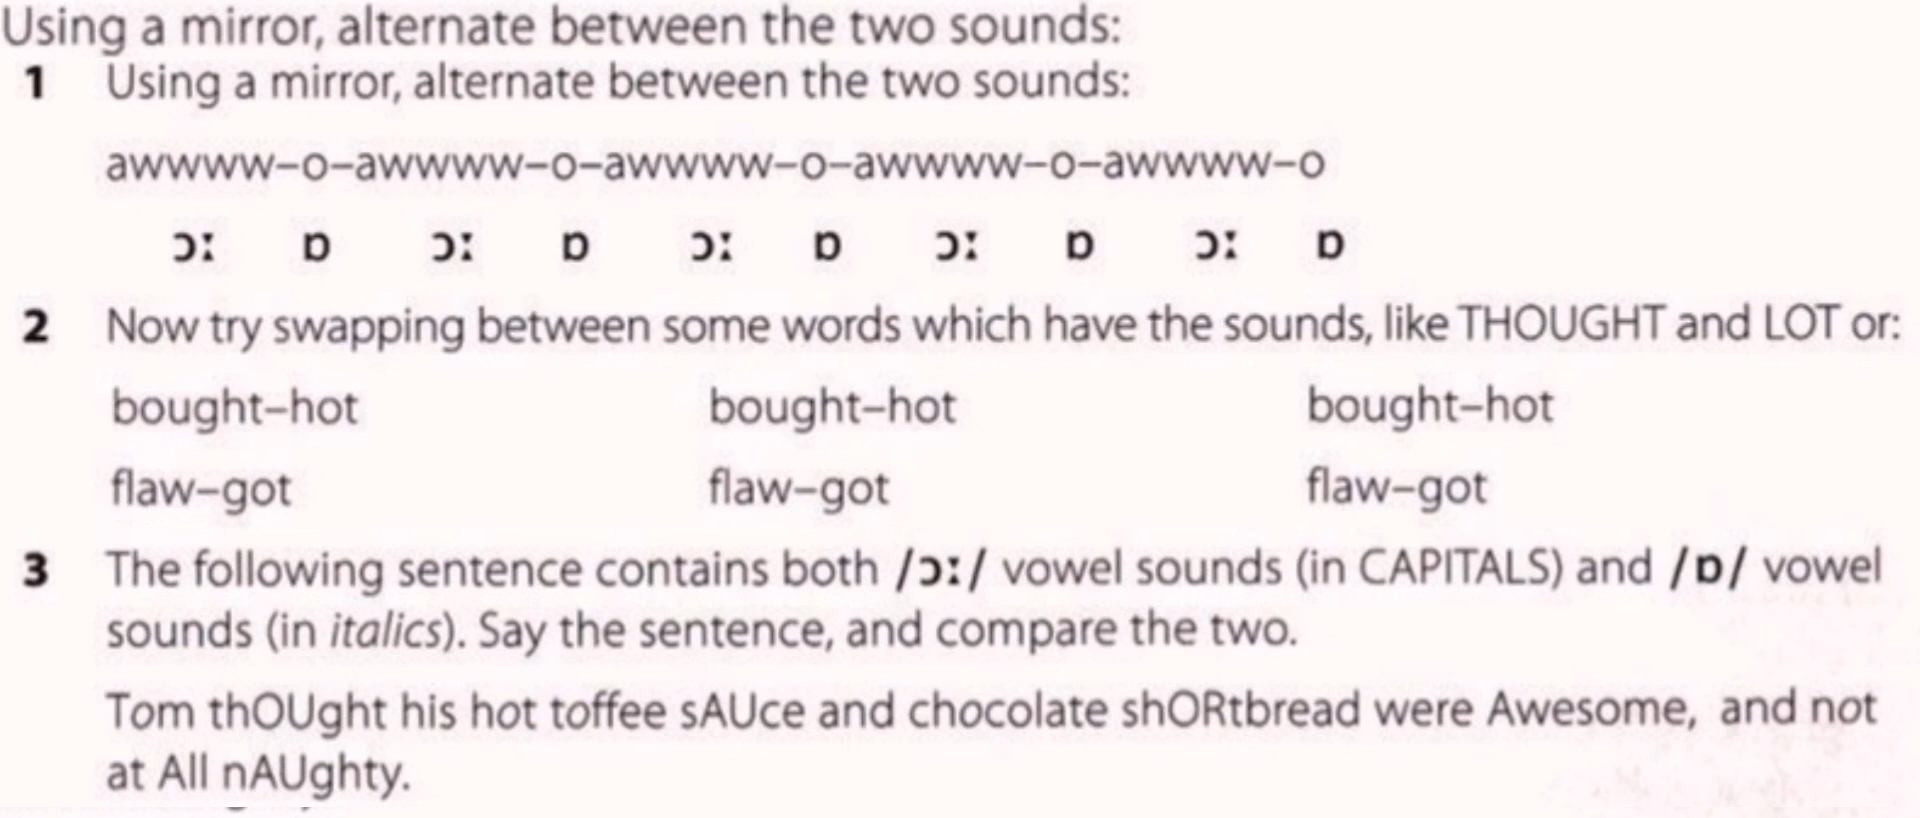 Using a mirror, alternate between the two sounds:
1 Using a mirror, alternate between the two sounds:
awwww–o–awwww–o–awwww–o–awwww–o–awwww–o
ɔː ɒ ɔː ɒ ɔː ɒ ɔː ɒ ɔː ɒ
2 Now try swapping between some words which have the sounds, like THOUGHT and LOT or:
bought–hot bought–hot bought–hot
flaw–got flaw–got flaw–got
3 The following sentence contains both /ɔː/ vowel sounds (in CAPITALS) and /ɒ/ vowel
sounds (in italics). Say the sentence, and compare the two.
Tom thOUght his hot toffee sAUce and chocolate shORtbread were Awesome, and not
at All nAUghty.